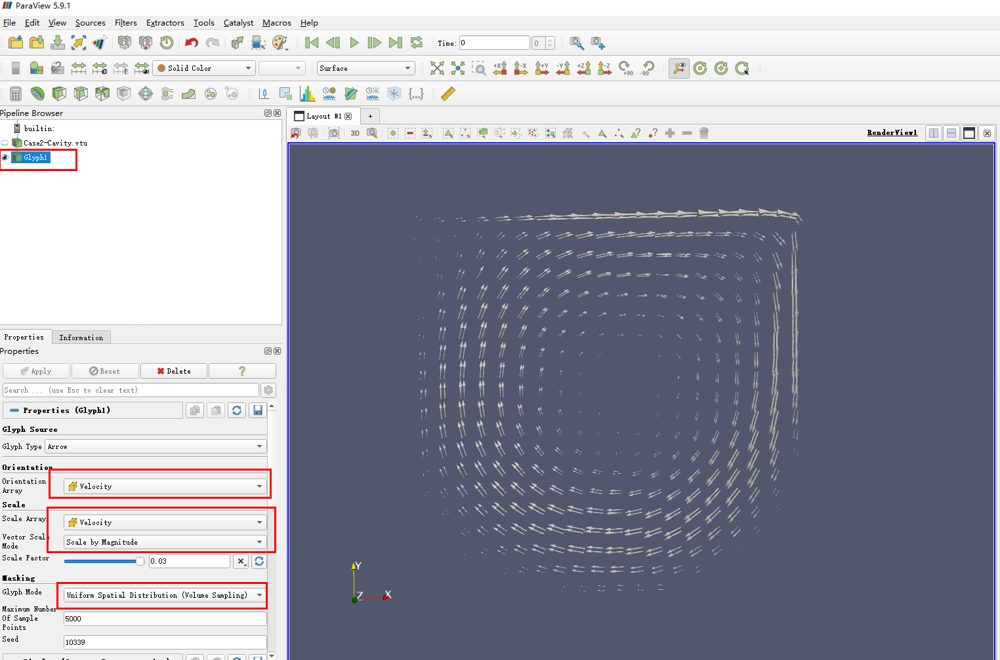 ParaView 5.9.1
File Edit View Sources Filters Extractors Tools Catalyst Macros Help
Time: 0 0
Solid Color Surface +X -X +Y -Y +Z -Z +90 -90
Pipeline Browser
Layout #1 +
builtin:
3D RenderView1
Case2-Cavity.vtu
Glyph1
Properties Information
Properties
Apply Reset Delete ?
Search ... (use Esc to clear text)
Properties (Glyph1)
Glyph Source
Glyph Type Arrow
Orientation
Orientation Array Velocity
Scale
Scale Array Velocity
Vector Scale Mode Scale by Magnitude
Scale Factor 0.03
Masking
Glyph Mode Uniform Spatial Distribution (Volume Sampling)
Maximum Number
Of Sample 5000
Points
Seed 10339
Y
Z X